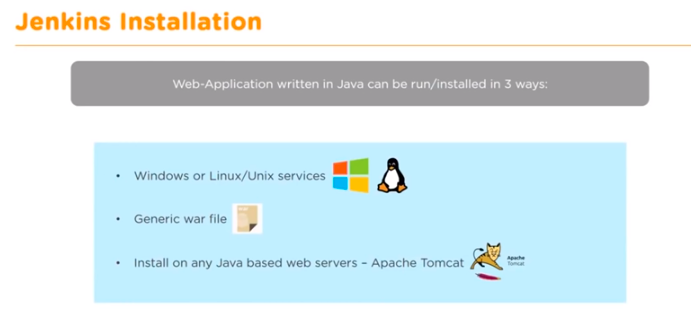 Jenkins Installation
Web-Application written in Java can be run/installed in 3 ways:
• Windows or Linux/Unix services
• Generic war file
• Install on any Java based web servers – Apache Tomcat
Apache
Tomcat